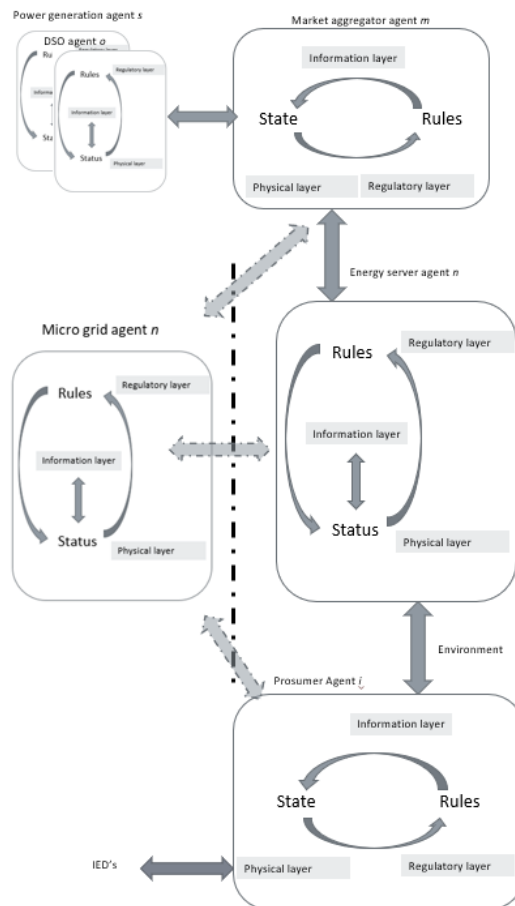 Power generation agent s
Market aggregator agent m
DSO agent a
Rules
Regulatory layer
Information layer
Status
Physical layer
Information layer
State
Rules
Physical layer
Regulatory layer
Energy server agent n
Micro grid agent n
Rules
Regulatory layer
Information layer
Status
Physical layer
Rules
Regulatory layer
Information layer
Status
Physical layer
Environment
Prosumer Agent i
Information layer
State
Rules
IED's
Physical layer
Regulatory layer